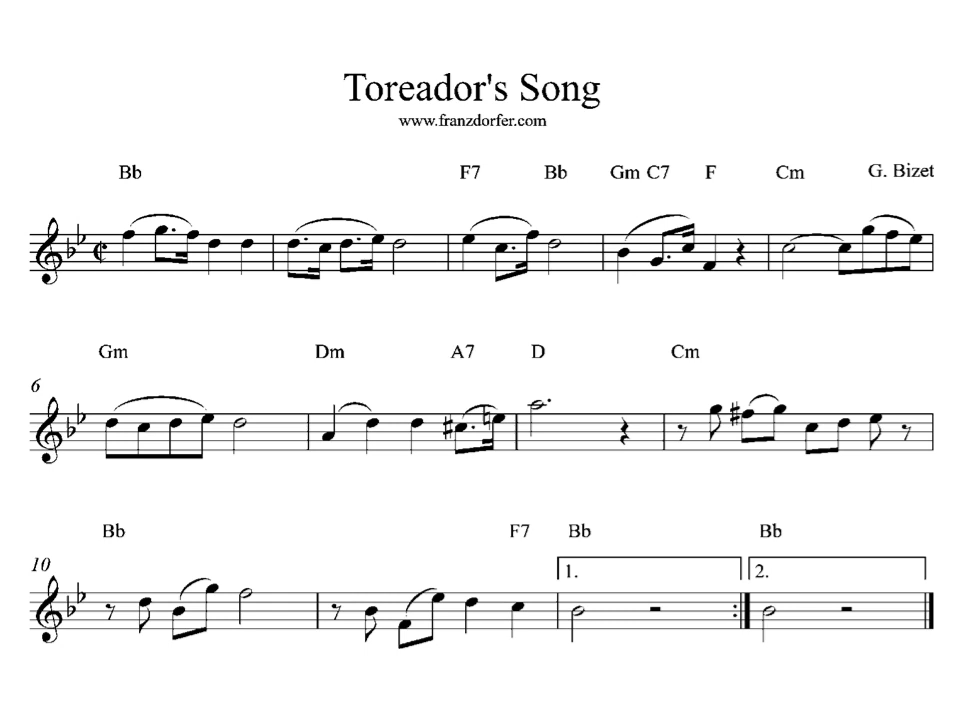 Toreador's Song
www.franzdorfer.com
Bb F7 Bb Gm C7 F Cm G. Bizet
Gm Dm A7 D Cm
6
Bb F7 Bb Bb
10 1. 2.